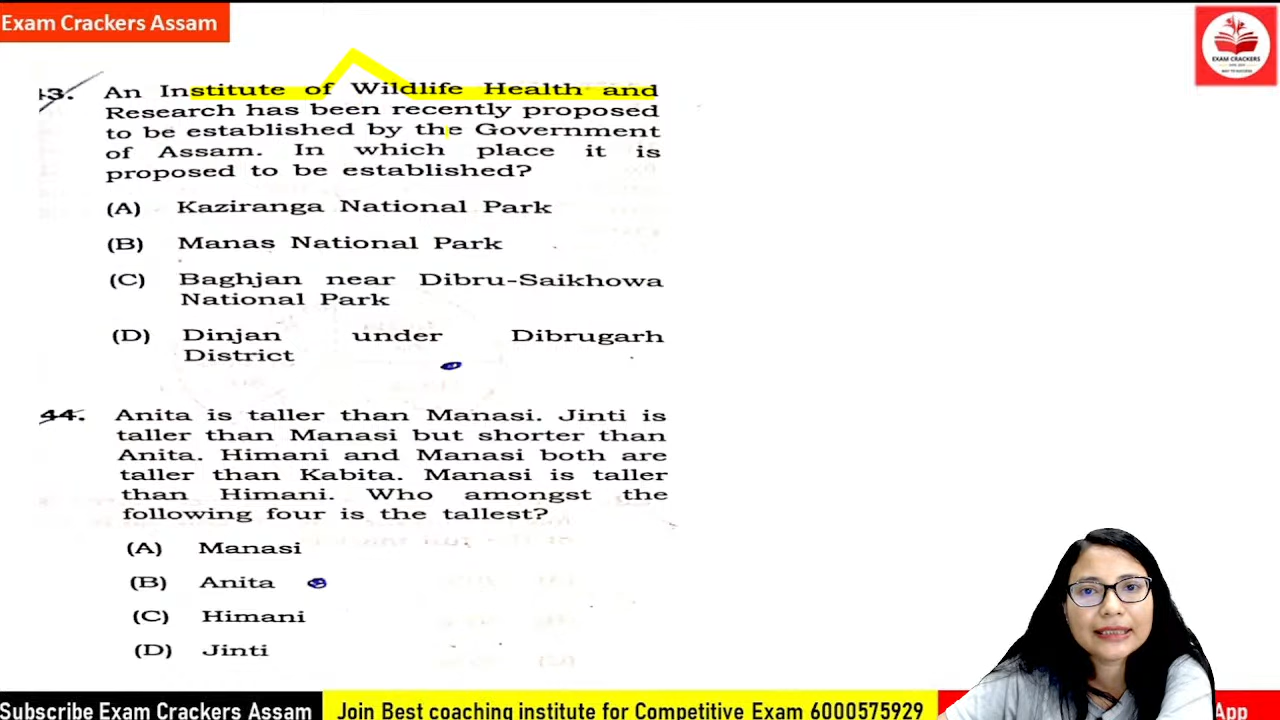 Exam Crackers Assam
EXAM CRACKERS
WAY TO SUCCESS
43. An Institute of Wildlife Health and
Research has been recently proposed
to be established by the Government
of Assam. In which place it is
proposed to be established?
(A) Kaziranga National Park
(B) Manas National Park
(C) Baghjan near Dibru-Saikhowa
National Park
(D) Dinjan under Dibrugarh
District
44. Anita is taller than Manasi. Jinti is
taller than Manasi but shorter than
Anita. Himani and Manasi both are
taller than Kabita. Manasi is taller
than Himani. Who amongst the
following four is the tallest?
(A) Manasi
(B) Anita
(C) Himani
(D) Jinti
Subscribe Exam Crackers Assam
Join Best coaching institute for Competitive Exam 6000575929
App